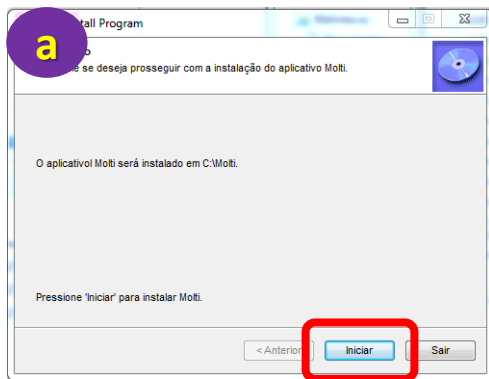 a
tall Program
o
e se deseja prosseguir com a instalação do aplicativo Molti.
O aplicativol Molti será instalado em C:\Molti.
Pressione 'Iniciar' para instalar Molti.
< Anterior Iniciar Sair